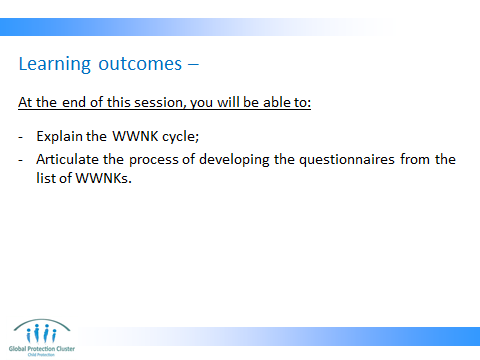 Learning outcomes –
At the end of this session, you will be able to:
- Explain the WWNK cycle;
- Articulate the process of developing the questionnaires from the
list of WWNKs.
Global Protection Cluster
Child Protection